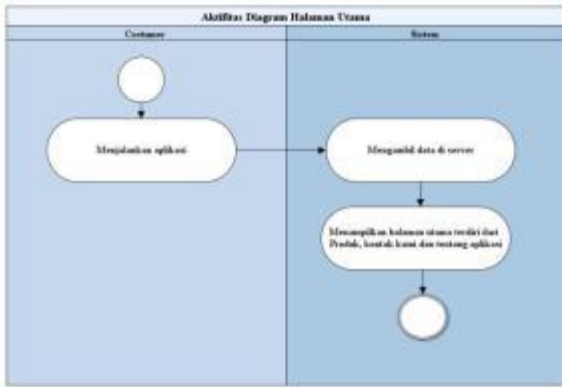 Aktifitas Diagram Halaman Utama
Costumer
Sistem
Menjalankan aplikasi
Mengambil data di server
Menampilkan halaman utama terdiri dari
Produk, kontak kami dan tentang aplikasi